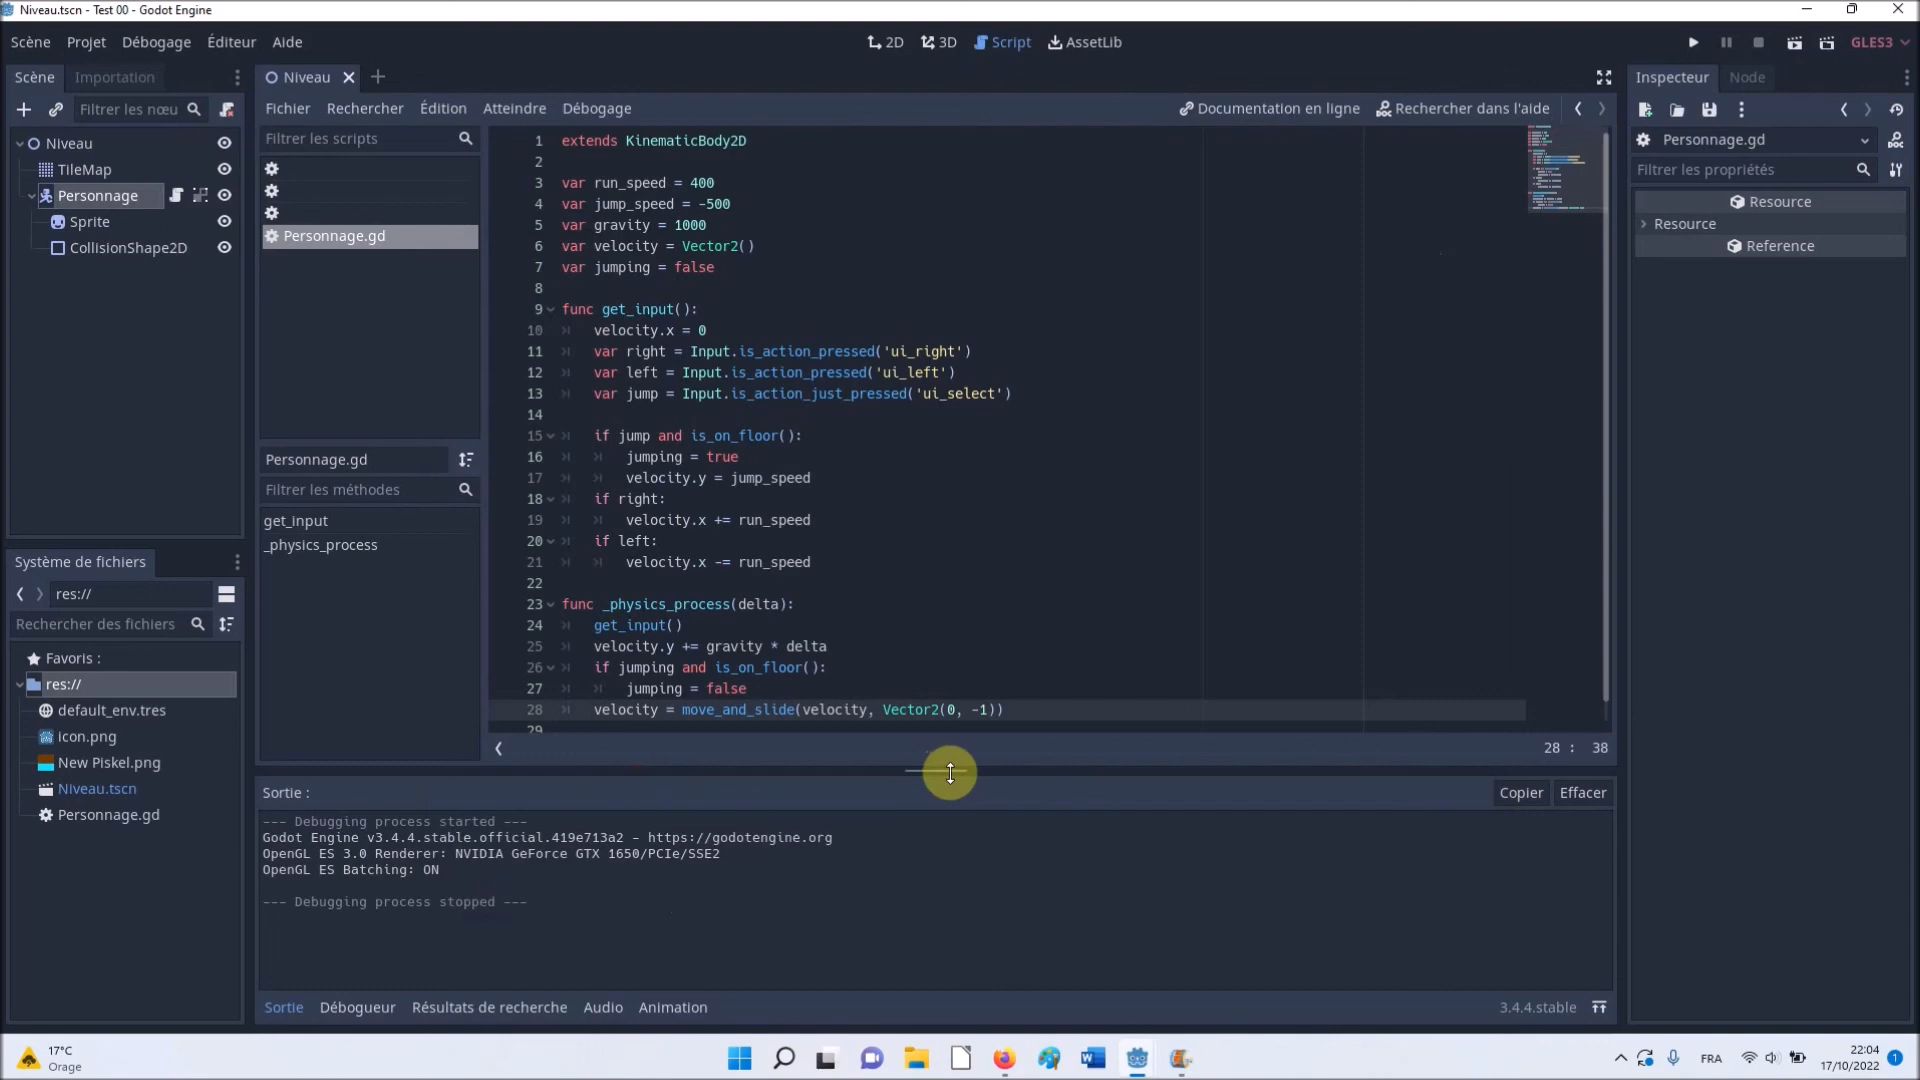 Niveau.tscn - Test 00 - Godot Engine
Scène Projet Débogage Éditeur Aide
2D 3D Script AssetLib
GLES3
Scène Importation
Niveau
Inspecteur Node
Filtrer les nœu
Fichier Rechercher Édition Atteindre Débogage
Documentation en ligne Rechercher dans l'aide
Niveau
TileMap
Personnage
Sprite
CollisionShape2D
Filtrer les scripts
Personnage.gd
Personnage.gd
Filtrer les méthodes
get_input
_physics_process
1 extends KinematicBody2D
2
3 var run_speed = 400
4 var jump_speed = -500
5 var gravity = 1000
6 var velocity = Vector2()
7 var jumping = false
8
9 func get_input():
10 velocity.x = 0
11 var right = Input.is_action_pressed('ui_right')
12 var left = Input.is_action_pressed('ui_left')
13 var jump = Input.is_action_just_pressed('ui_select')
14
15 if jump and is_on_floor():
16 jumping = true
17 velocity.y = jump_speed
18 if right:
19 velocity.x += run_speed
20 if left:
21 velocity.x -= run_speed
22
23 func _physics_process(delta):
24 get_input()
25 velocity.y += gravity * delta
26 if jumping and is_on_floor():
27 jumping = false
28 velocity = move_and_slide(velocity, Vector2(0, -1))
29
28 : 38
Personnage.gd
Filtrer les propriétés
Resource
Resource
Reference
Système de fichiers
res://
Rechercher des fichiers
Favoris :
res://
default_env.tres
icon.png
New Piskel.png
Niveau.tscn
Personnage.gd
Sortie :
Copier Effacer
--- Debugging process started ---
Godot Engine v3.4.4.stable.official.419e713a2 - https://godotengine.org
OpenGL ES 3.0 Renderer: NVIDIA GeForce GTX 1650/PCIe/SSE2
OpenGL ES Batching: ON
--- Debugging process stopped ---
Sortie Débogueur Résultats de recherche Audio Animation
3.4.4.stable
17°C
Orage
FRA
22:04
17/10/2022
1